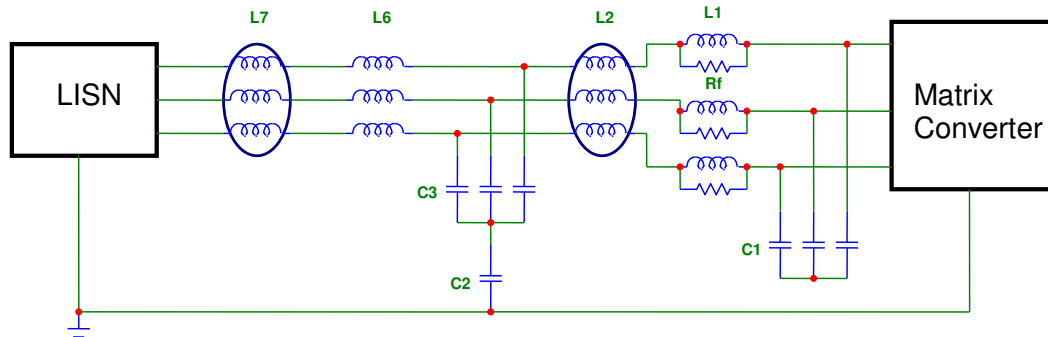 L7
L6
L2
L1
LISN
Rf
Matrix
Converter
C3
C1
C2